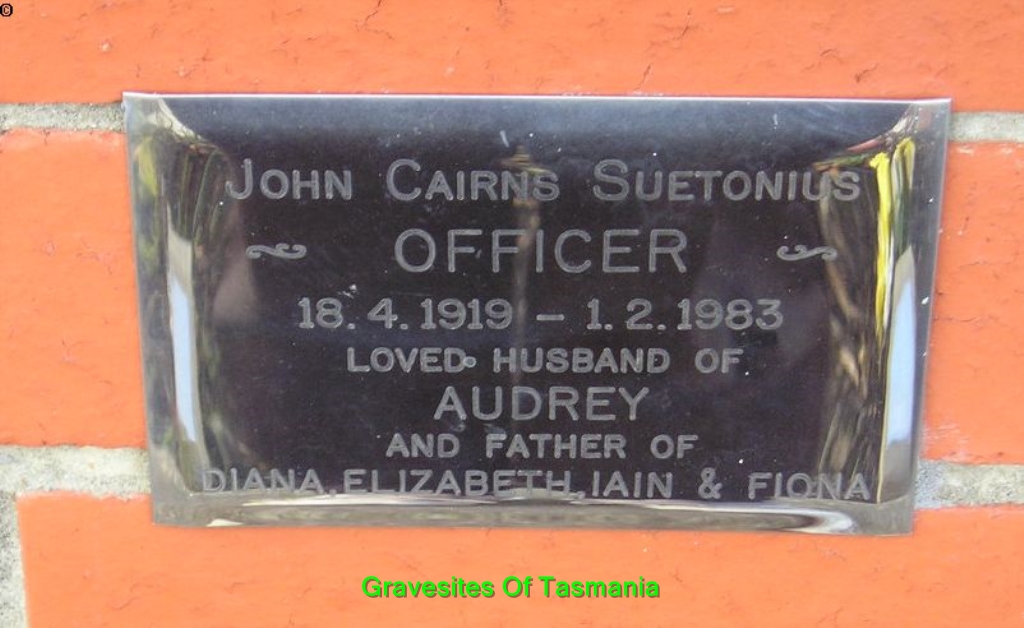 ©
JOHN CAIRNS SUETONIUS
OFFICER
18.4.1919 – 1.2.1983
LOVED HUSBAND OF
AUDREY
AND FATHER OF
DIANA, ELIZABETH, IAIN & FIONA
Gravesites Of Tasmania